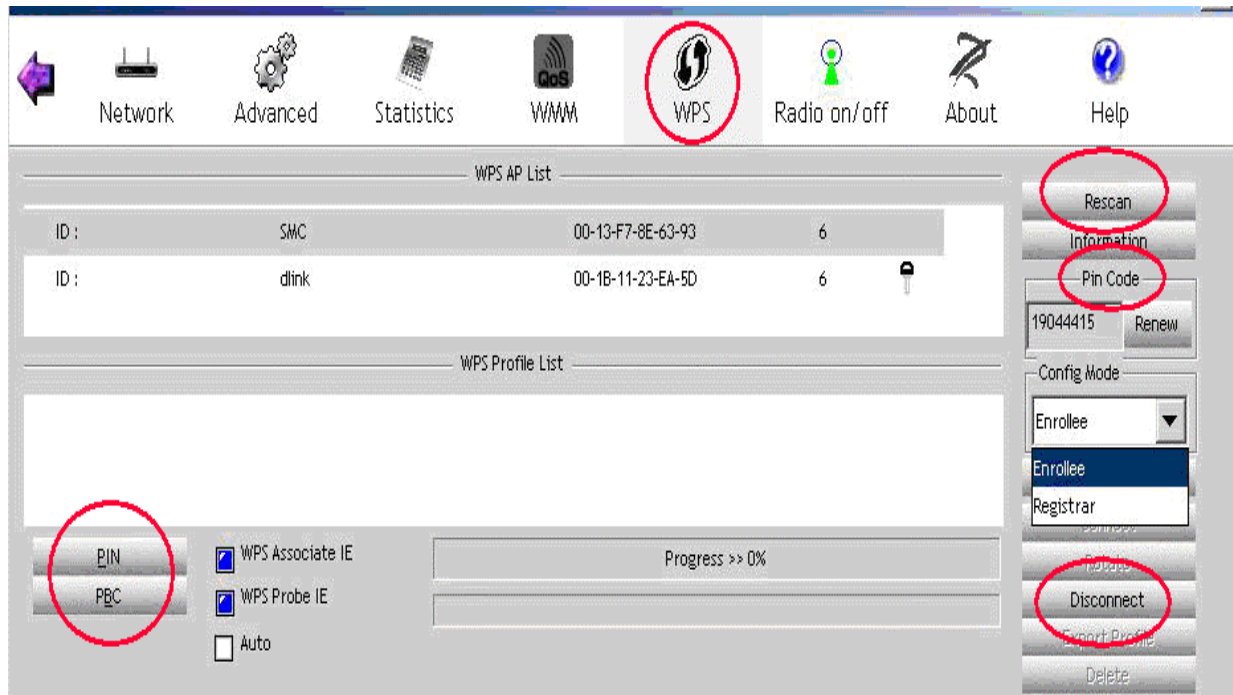 Network Advanced Statistics WMM WPS Radio on/off About Help
QoS
WPS AP List
ID : SMC 00-13-F7-8E-63-93 6
ID : dlink 00-1B-11-23-EA-5D 6
WPS Profile List
PIN
PBC
WPS Associate IE
WPS Probe IE
Auto
Progress >> 0%
Rescan
Information
Pin Code
19044415 Renew
Config Mode
Enrollee
Enrollee
Registrar
Connect
Rotate
Disconnect
Export Profile
Delete